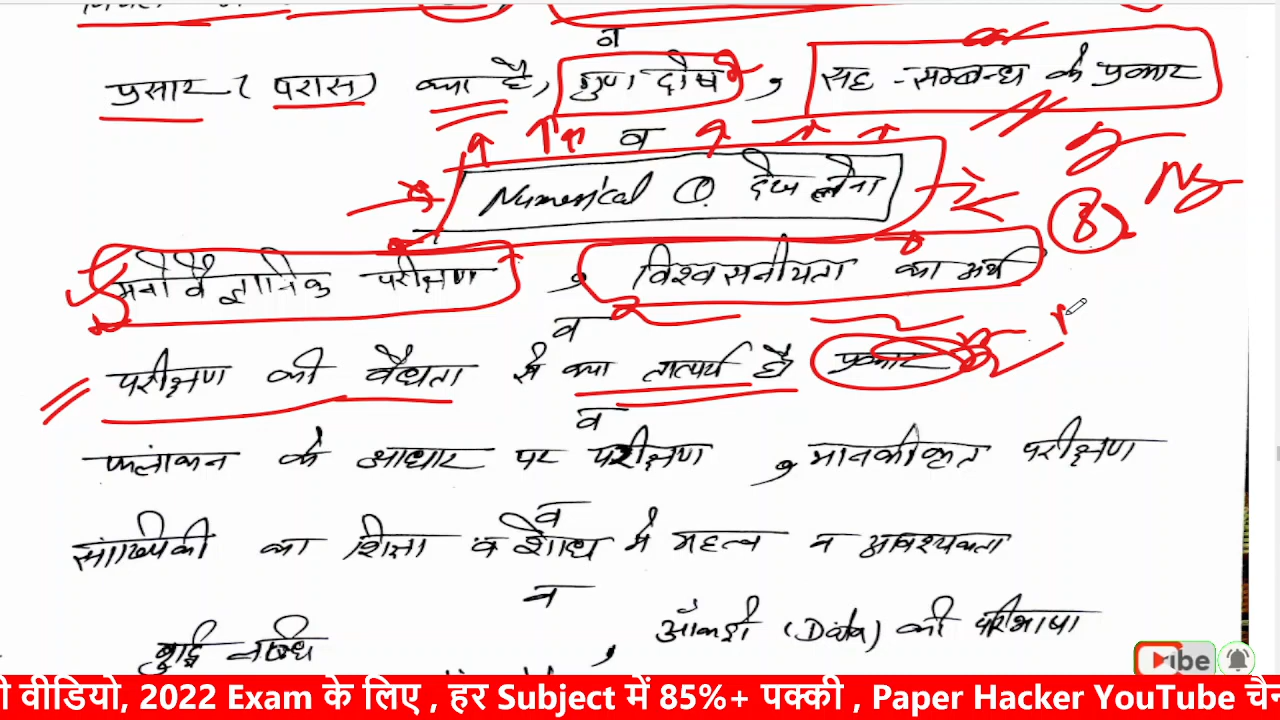 व
प्रसार ( परास) क्या है, गुण दोष , सह-सम्बन्ध के प्रकार
व
Numerical Q. देख लेना
8
मनोवैज्ञानिक परीक्षण , विश्वसनीयता का अर्थ
व
परीक्षण की वैधता से क्या तात्पर्य है प्रकार
व
फलांकन के आधार पर परीक्षण , मानकीकृत परीक्षण
व
सांख्यिकी का शिक्षा व शोध में महत्व व आवश्यकता
व
बुद्धि लब्धि , आँकडो (Data) की परिभाषा
वीडियो, 2022 Exam के लिए , हर Subject में 85%+ पक्की , Paper Hacker YouTube